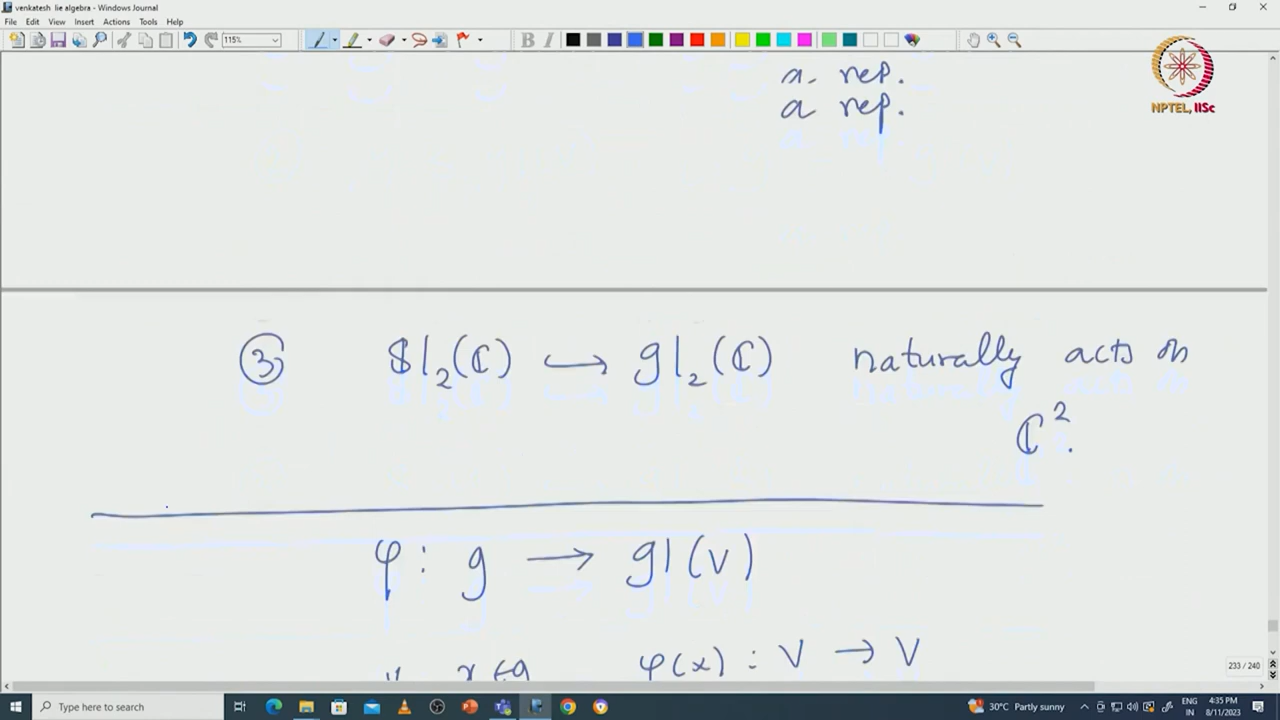 venkatesh lie algebra - Windows Journal
File Edit View Insert Actions Tools Help
115%
NPTEL, IISc
a rep.
a rep.
③ sl₂(ℂ) ↪ gl₂(ℂ) naturally acts on
ℂ².
φ : g → gl(V)
x ∈ g φ(x) : V → V
233 / 240
Type here to search
30°C Partly sunny
ENG
IN
4:35 PM
8/11/2023